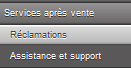 Services après vente
Réclamations
Assistance et support